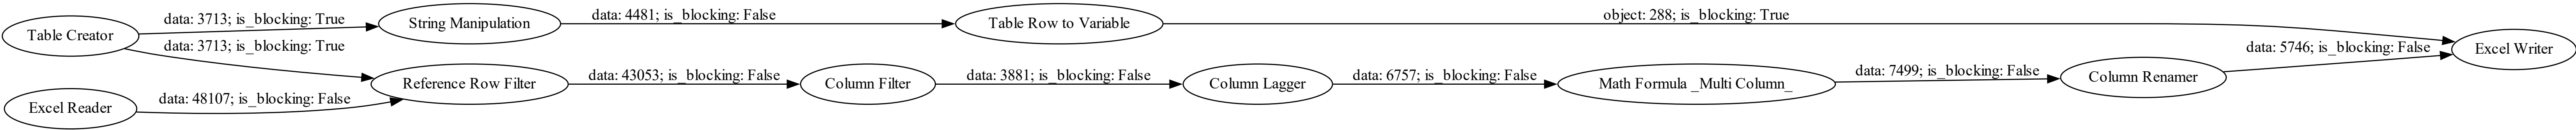 Table Creator
data: 3713; is_blocking: True
String Manipulation
data: 4481; is_blocking: False
Table Row to Variable
object: 288; is_blocking: True
Excel Writer
data: 3713; is_blocking: True
Excel Reader
data: 48107; is_blocking: False
Reference Row Filter
data: 43053; is_blocking: False
Column Filter
data: 3881; is_blocking: False
Column Lagger
data: 6757; is_blocking: False
Math Formula _Multi Column_
data: 7499; is_blocking: False
Column Renamer
data: 5746; is_blocking: False